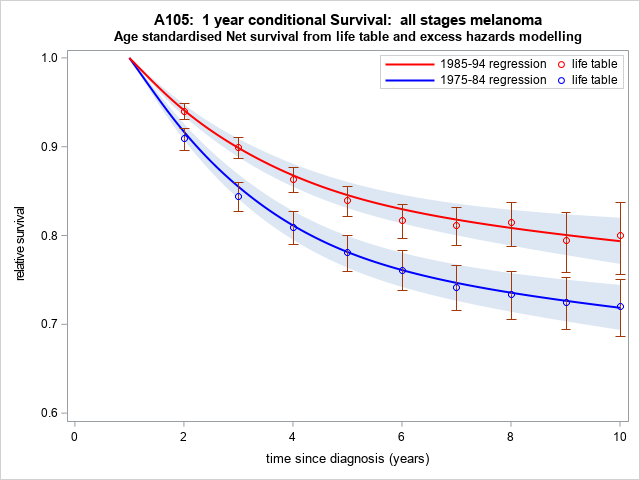 A105:  1 year conditional Survival:  all stages melanoma
Age standardised Net survival from life table and excess hazards modelling
1985-94 regression life table
1975-84 regression life table
1.0
0.9
0.8
0.7
0.6
relative survival
0 2 4 6 8 10
time since diagnosis (years)